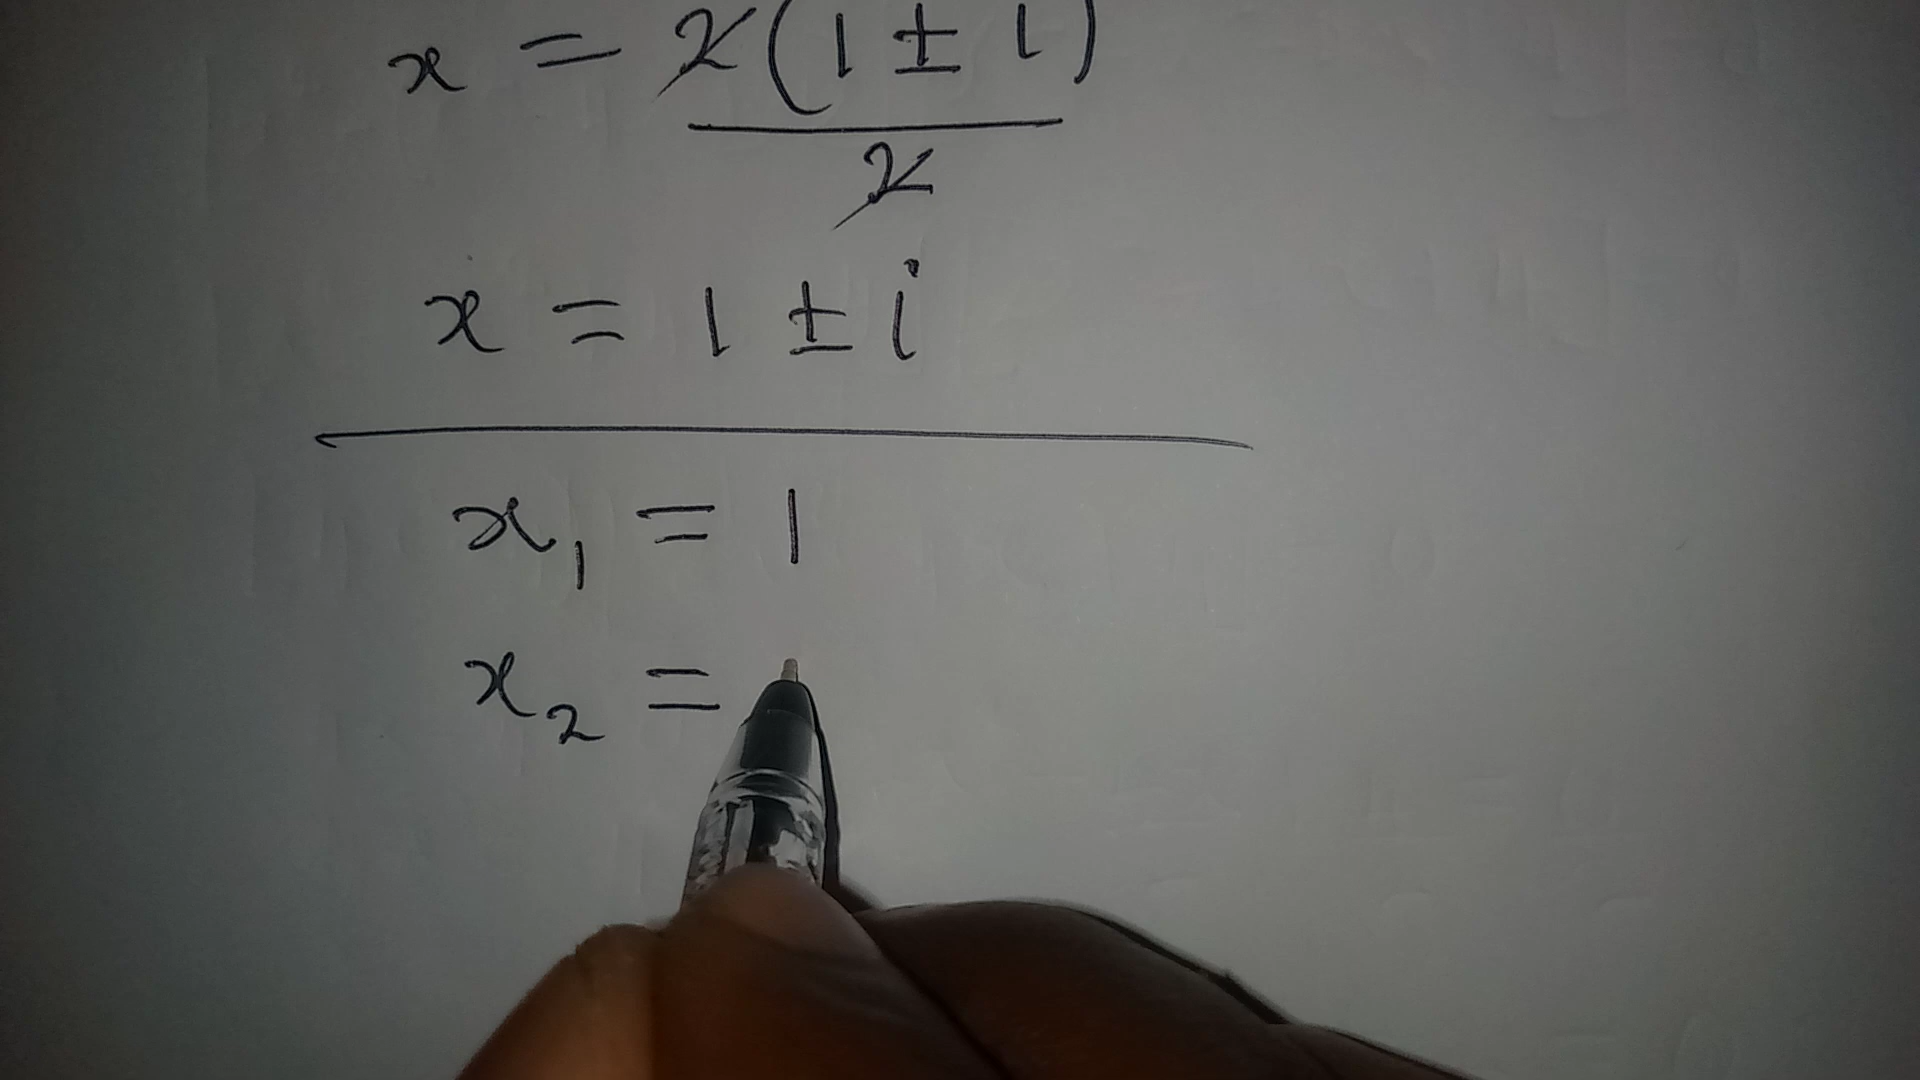 x = 2(1 ± i)
2
x = 1 ± i
x₁ = 1
x₂ =